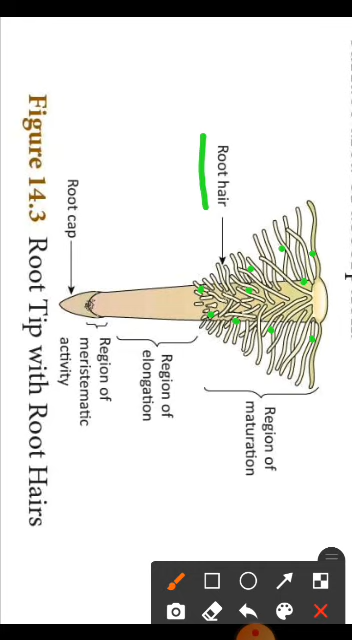 Root hair
Root cap
Region of
maturation
Region of
elongation
Region of
meristematic
activity
Figure 14.3 Root Tip with Root Hairs